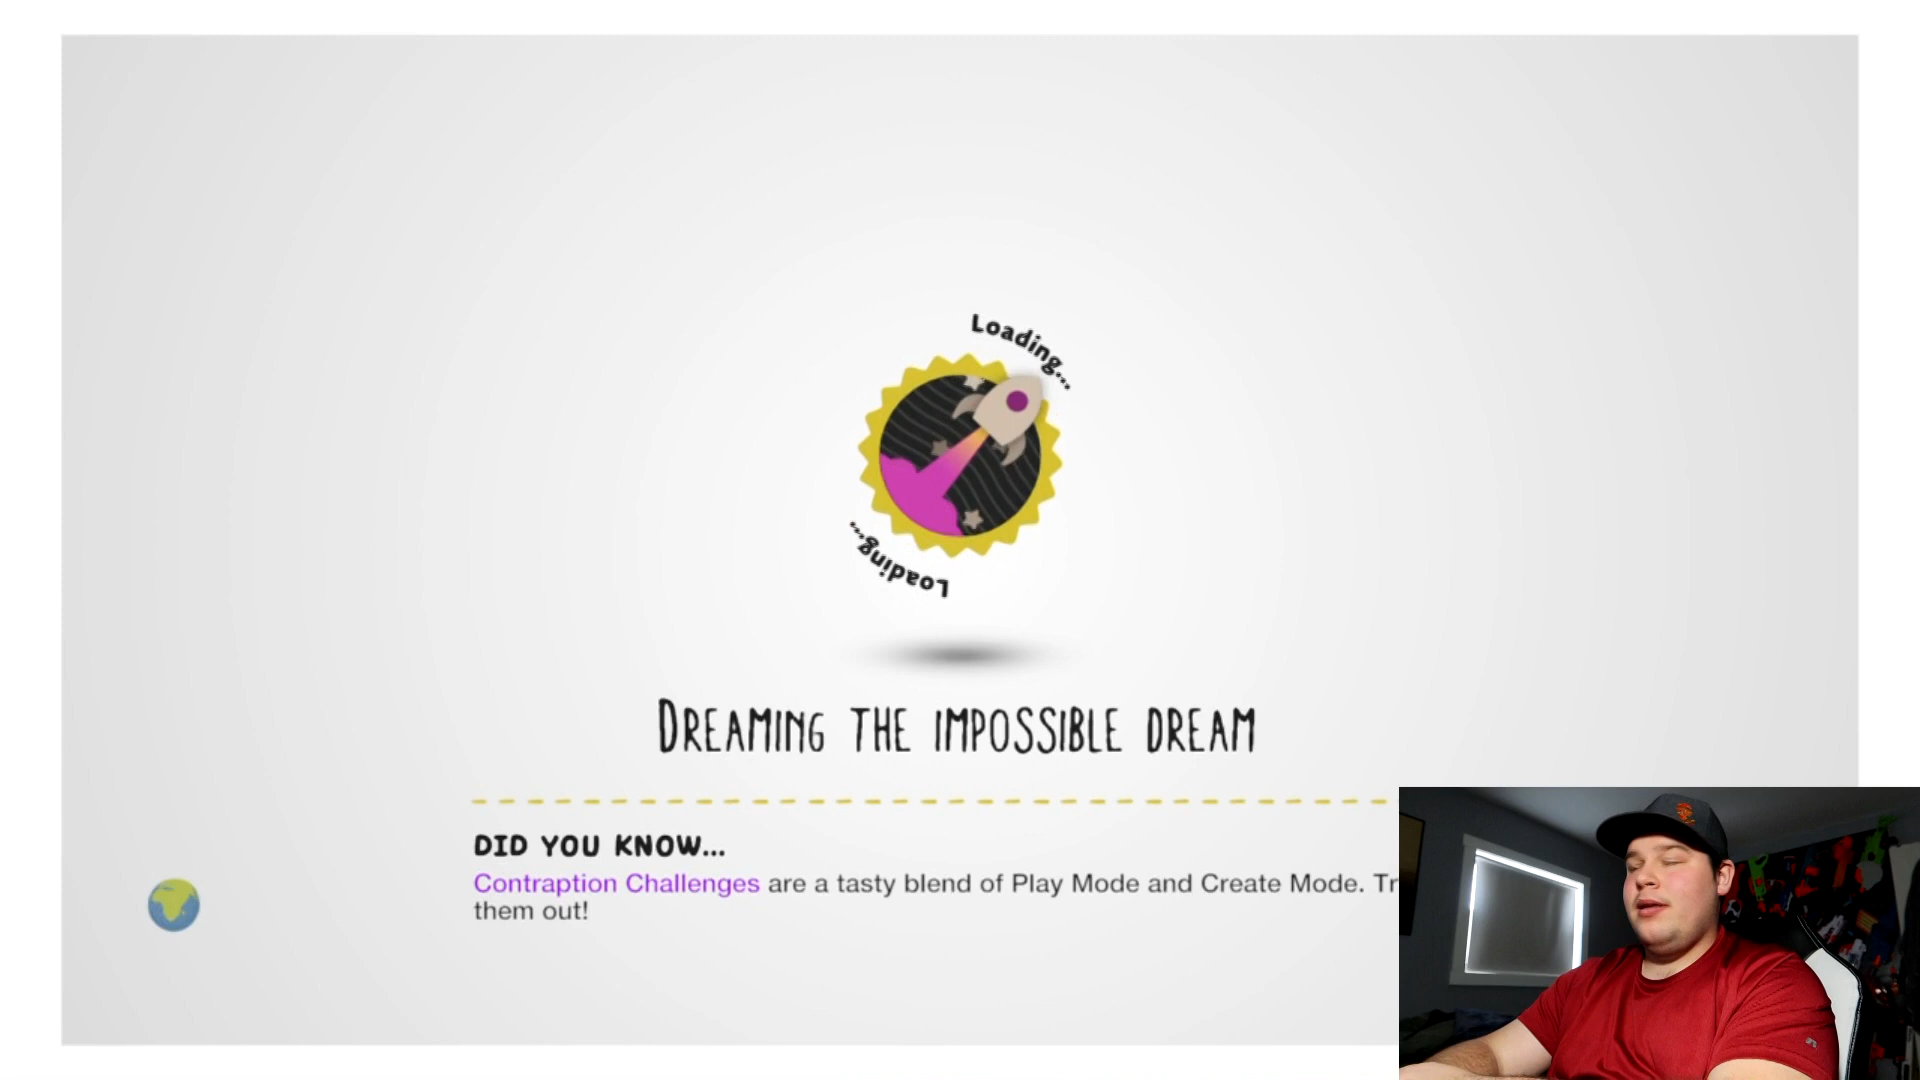 Loading...
Loading...
DREAMING THE IMPOSSIBLE DREAM
DID YOU KNOW...
Contraption Challenges are a tasty blend of Play Mode and Create Mode. Tr
them out!